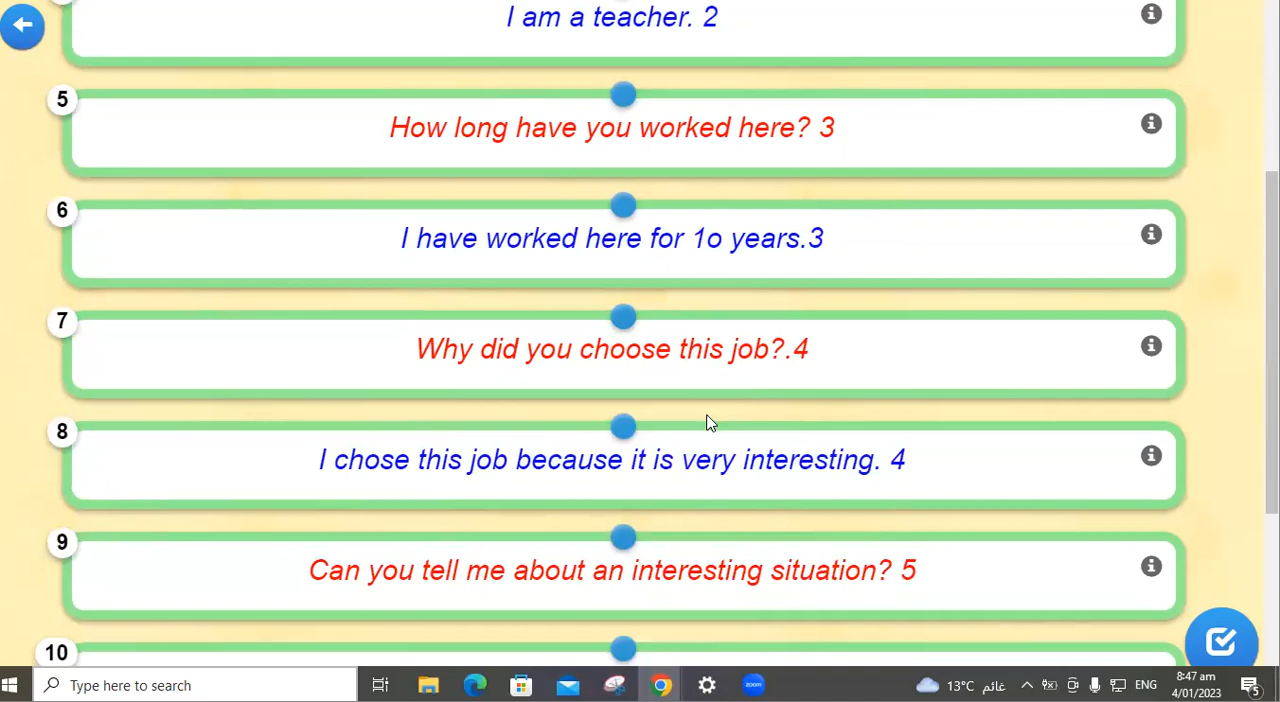 I am a teacher. 2
5
How long have you worked here? 3
6
I have worked here for 1o years.3
7
Why did you choose this job?.4
8
I chose this job because it is very interesting. 4
9
Can you tell me about an interesting situation? 5
10
Type here to search
zoom
13°C غائم
ENG
8:47 am
4/01/2023
5